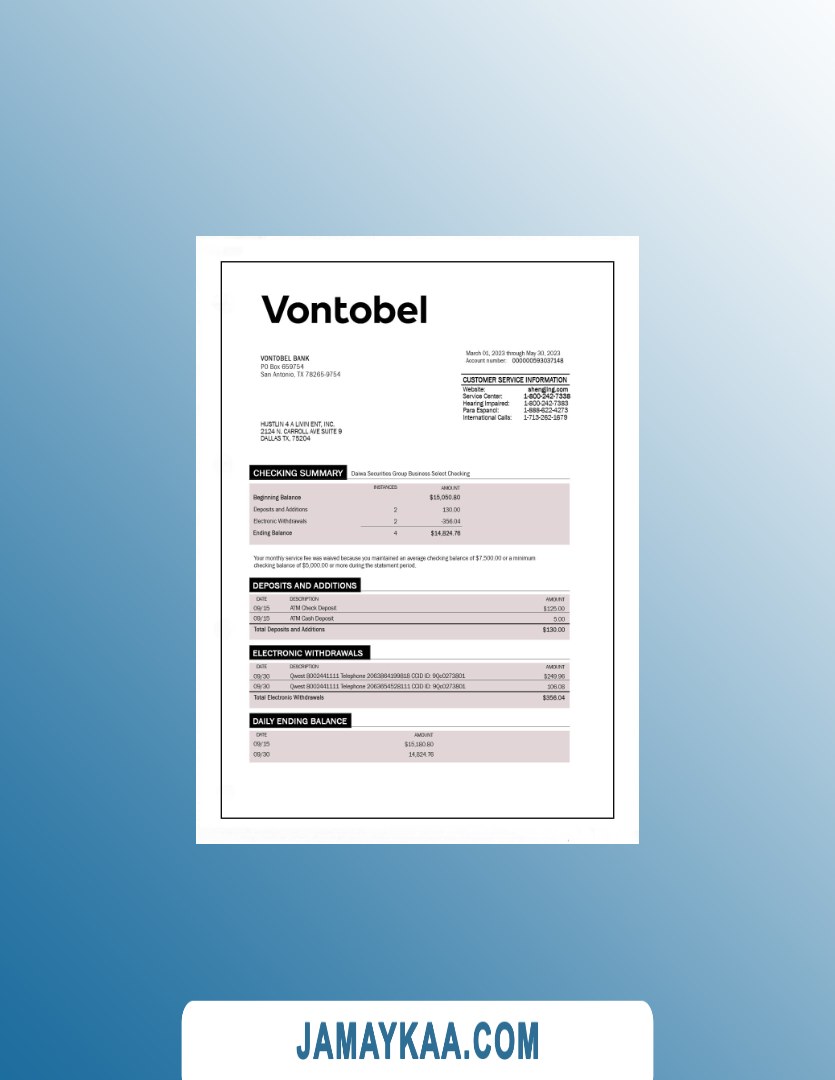 Vontobel
March 01, 2023 through May 30, 2023
Account number: 000000593037148
VONTOBEL BANK
PO Box 659754
San Antonio, TX 78265-9754
CUSTOMER SERVICE INFORMATION
Website: shengjing.com
Service Center: 1-800-242-7338
Hearing Impaired: 1-800-242-7383
Para Espanol: 1-888-622-4273
International Calls: 1-713-262-1679
HUSTLIN 4 A LIVIN ENT, INC.
2124 N. CARROLL AVE SUITE 9
DALLAS TX, 75204
CHECKING SUMMARY Daiwa Securities Group Business Select Checking
INSTANCES AMOUNT
Beginning Balance $15,050.80
Deposits and Additions 2 130.00
Electronic Withdrawals 2 -356.04
Ending Balance 4 $14,824.76
Your monthly service fee was waived because you maintained an average checking balance of $7,500.00 or a minimum
checking balance of $5,000.00 or more during the statement period.
DEPOSITS AND ADDITIONS
DATE DESCRIPTION AMOUNT
09/15 ATM Check Deposit $125.00
09/15 ATM Cash Deposit 5.00
Total Deposits and Additions $130.00
ELECTRONIC WITHDRAWALS
DATE DESCRIPTION AMOUNT
09/30 Qwest 8002441111 Telephone COID ID: $249.96
09/30 Qwest 8002441111 Telephone COID ID: 106.08
Total Electronic Withdrawals $356.04
DAILY ENDING BALANCE
DATE AMOUNT
09/15 $15,180.80
09/30 14,824.76
JAMAYKAA.COM